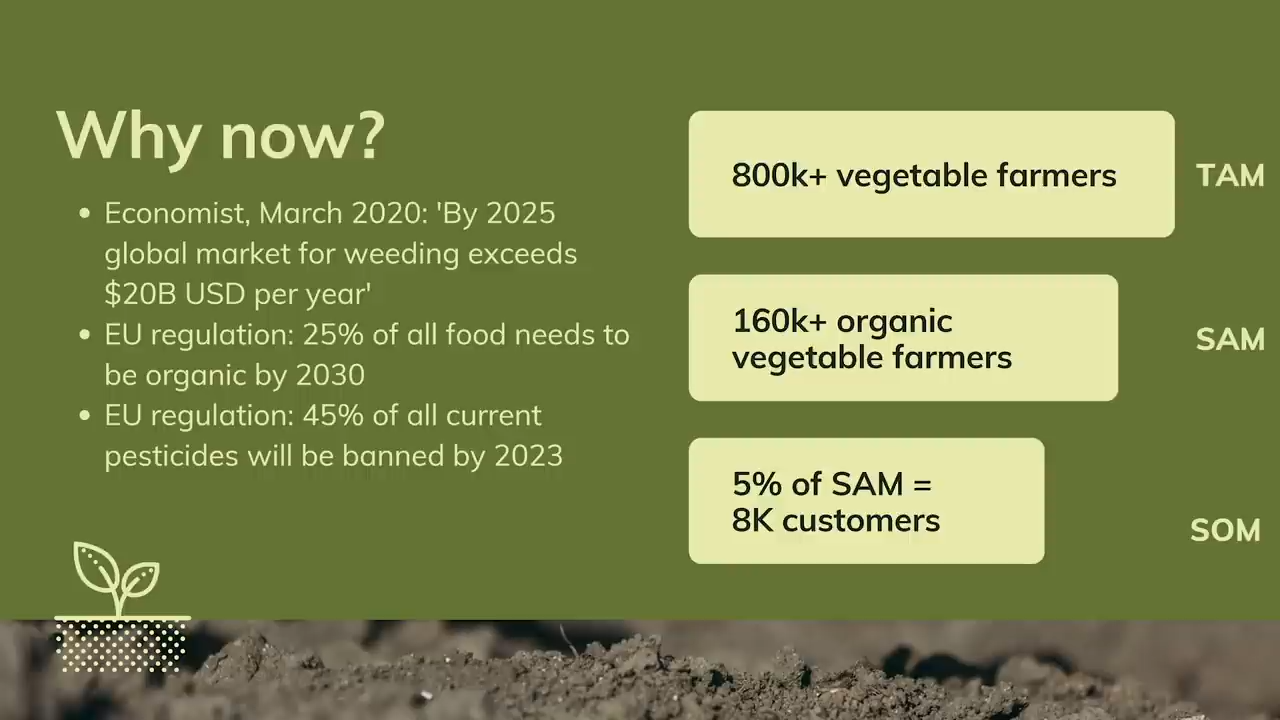 Why now?
• Economist, March 2020: 'By 2025
global market for weeding exceeds
$20B USD per year'
• EU regulation: 25% of all food needs to
be organic by 2030
• EU regulation: 45% of all current
pesticides will be banned by 2023
800k+ vegetable farmers
TAM
160k+ organic
vegetable farmers
SAM
5% of SAM =
8K customers
SOM